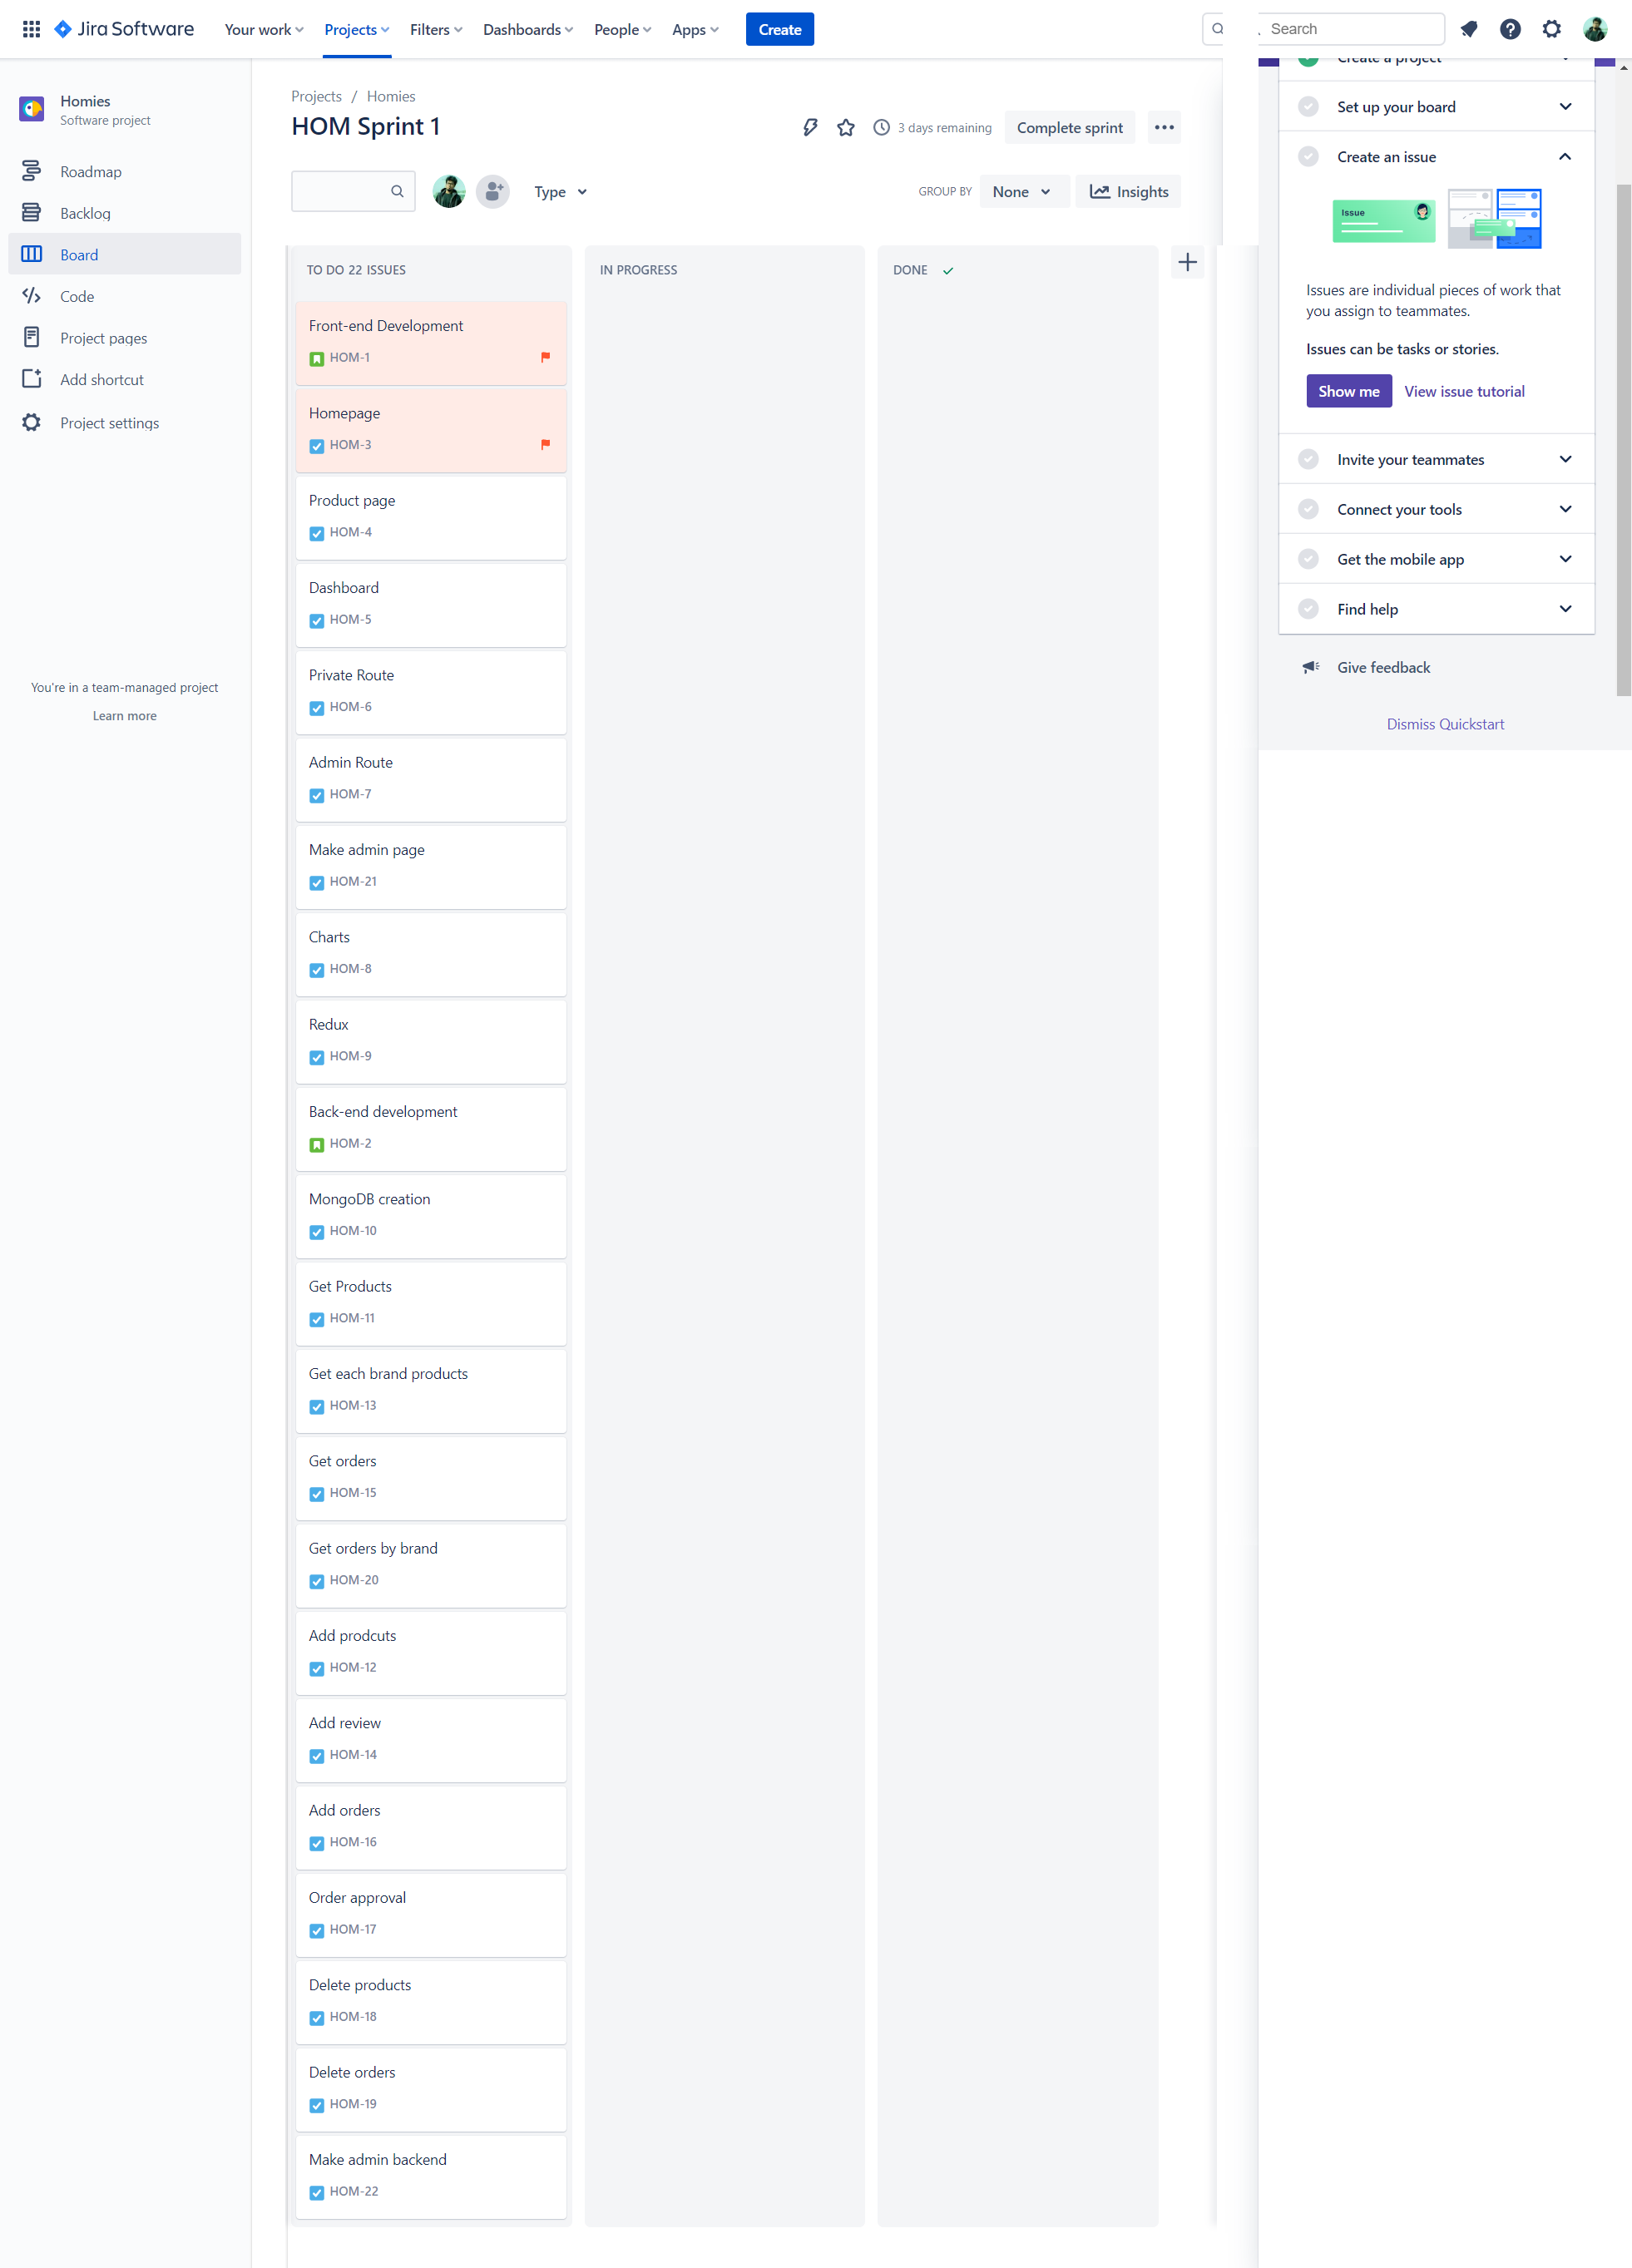 Jira Software
Your work
Projects
Filters
Dashboards
People
Apps
Create
Search
Homies
Software project
Roadmap
Backlog
Board
Code
Project pages
Add shortcut
Project settings
You're in a team-managed project
Learn more
Projects / Homies
HOM Sprint 1
3 days remaining
Complete sprint
Type
GROUP BY
None
Insights
TO DO 22 ISSUES
Front-end Development
HOM-1
Homepage
HOM-3
Product page
HOM-4
Dashboard
HOM-5
Private Route
HOM-6
Admin Route
HOM-7
Make admin page
HOM-21
Charts
HOM-8
Redux
HOM-9
Back-end development
HOM-2
MongoDB creation
HOM-10
Get Products
HOM-11
Get each brand products
HOM-13
Get orders
HOM-15
Get orders by brand
HOM-20
Add prodcuts
HOM-12
Add review
HOM-14
Add orders
HOM-16
Order approval
HOM-17
Delete products
HOM-18
Delete orders
HOM-19
Make admin backend
HOM-22
IN PROGRESS
DONE
Create a project
Set up your board
Create an issue
Issue
Issues are individual pieces of work that
you assign to teammates.
Issues can be tasks or stories.
Show me
View issue tutorial
Invite your teammates
Connect your tools
Get the mobile app
Find help
Give feedback
Dismiss Quickstart